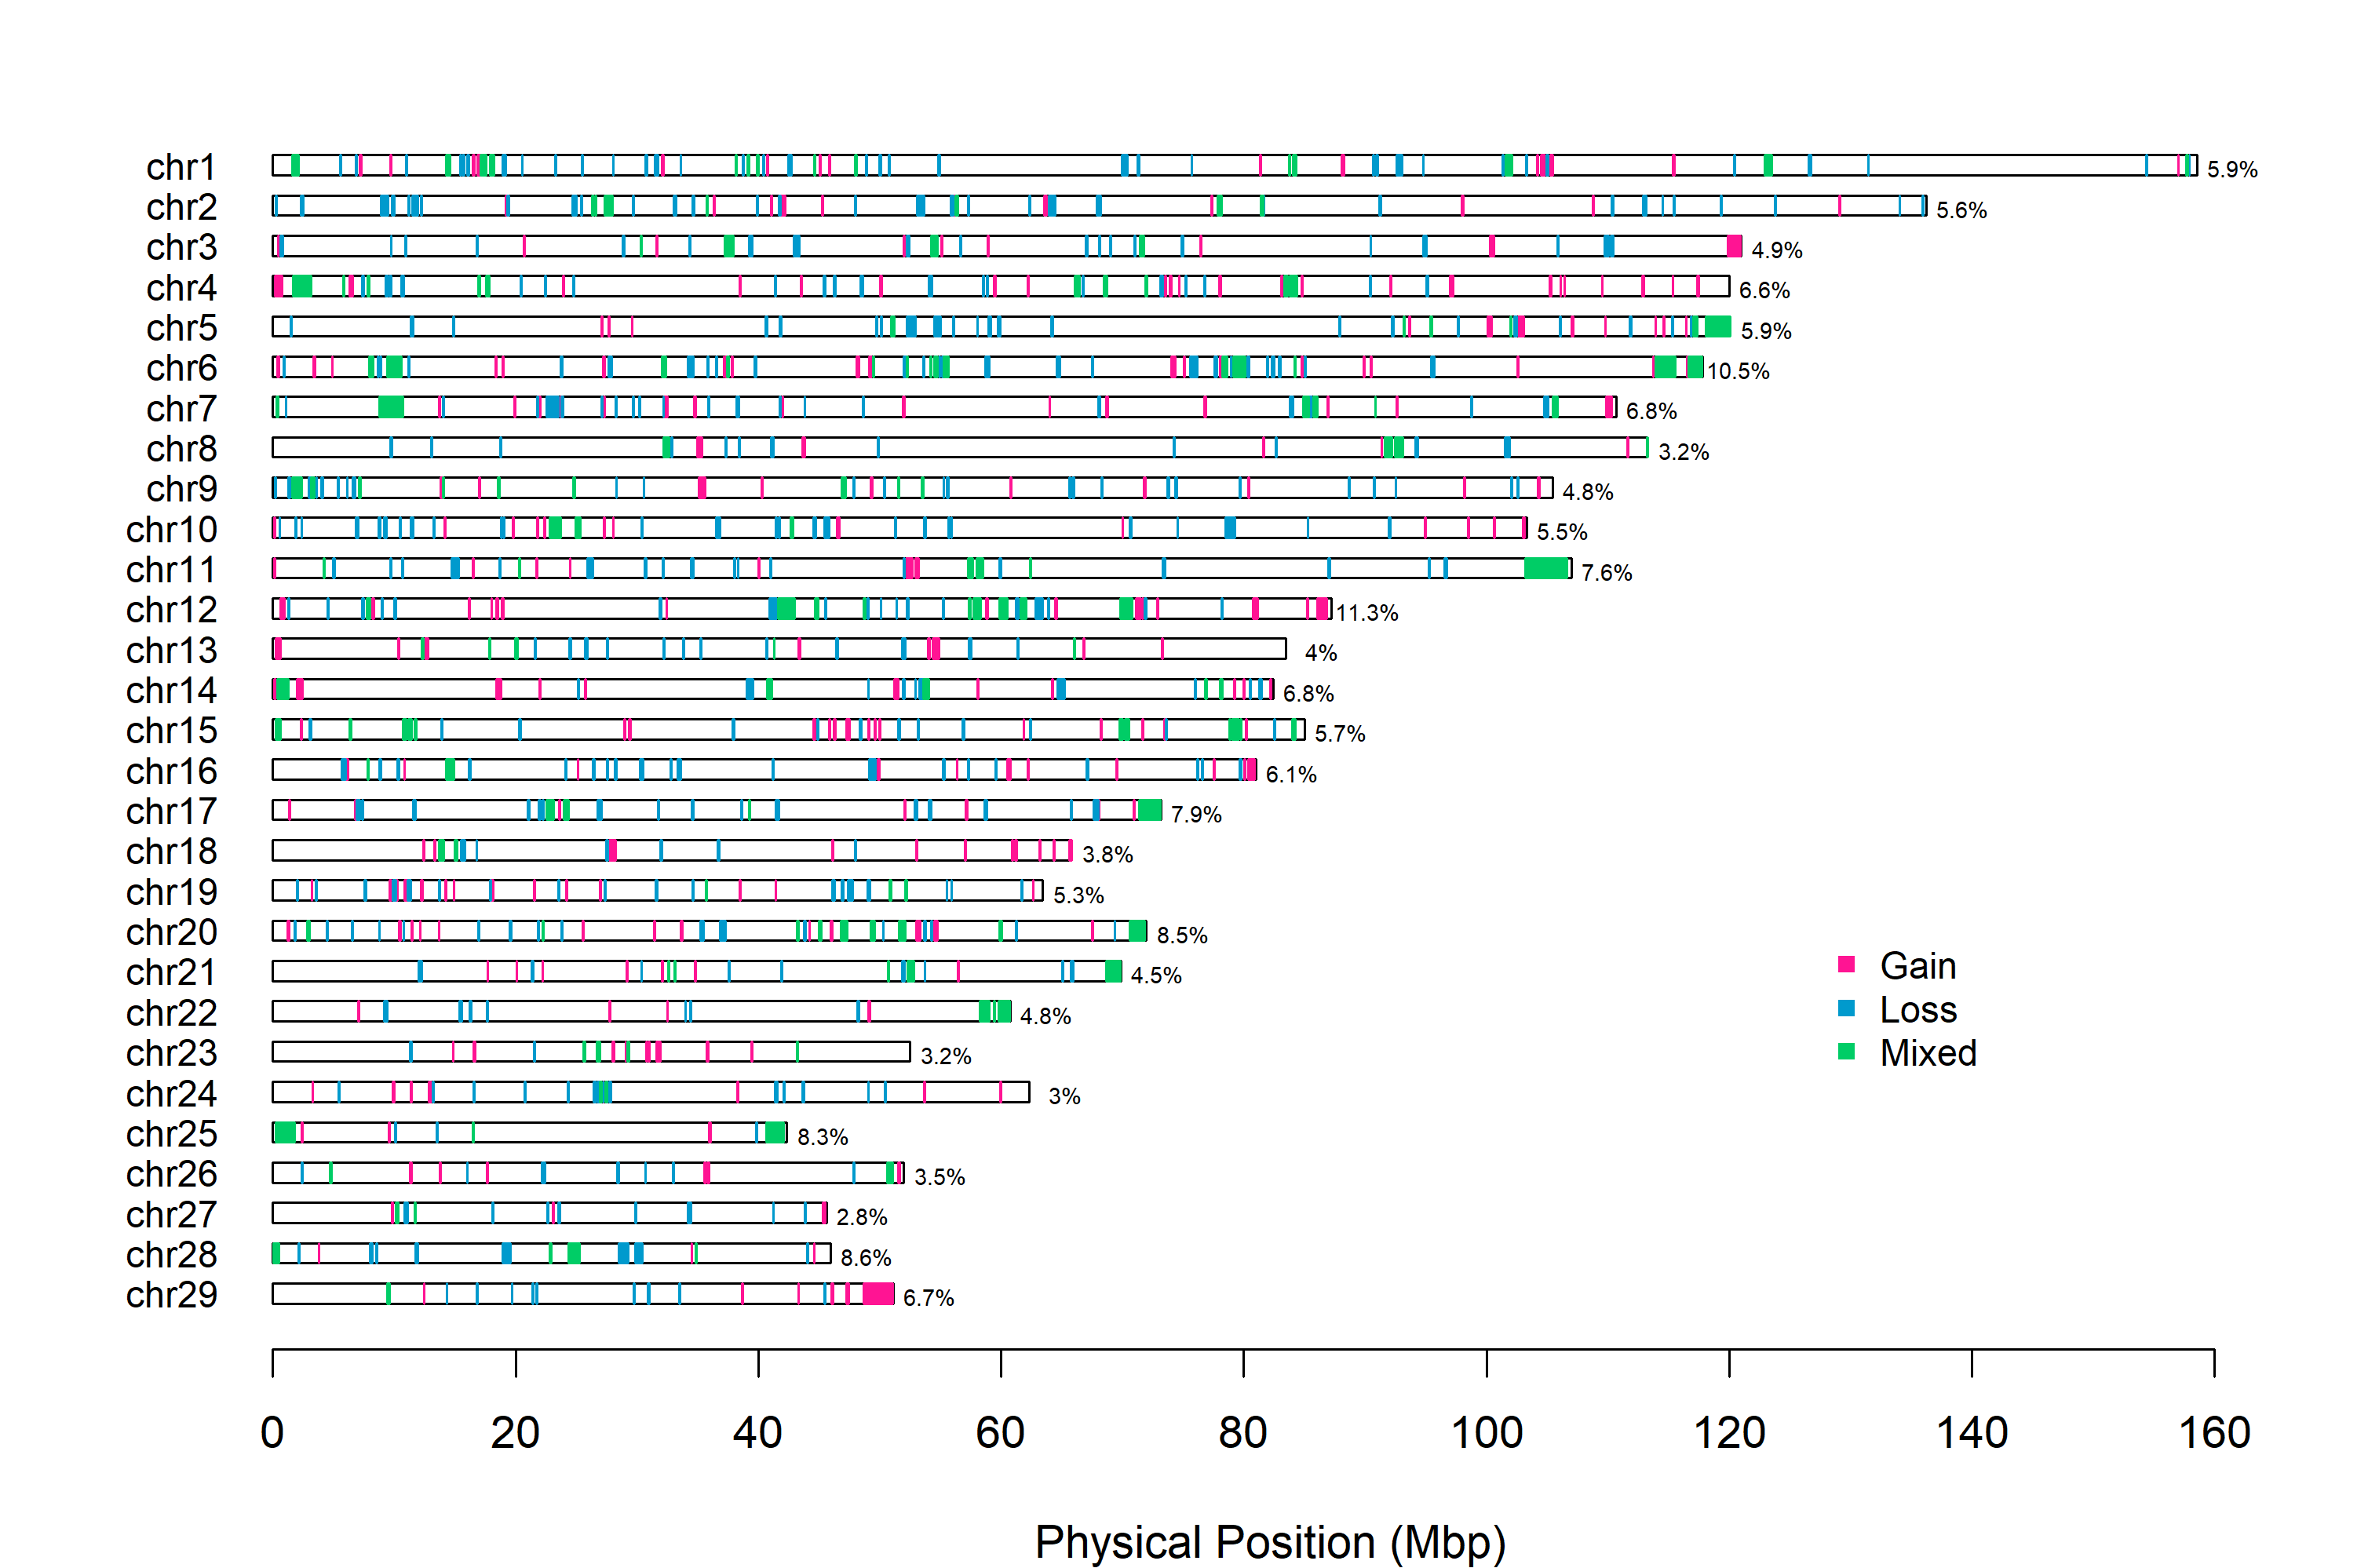 chr1 5.9%
chr2 5.6%
chr3 4.9%
chr4 6.6%
chr5 5.9%
chr6 10.5%
chr7 6.8%
chr8 3.2%
chr9 4.8%
chr10 5.5%
chr11 7.6%
chr12 11.3%
chr13 4%
chr14 6.8%
chr15 5.7%
chr16 6.1%
chr17 7.9%
chr18 3.8%
chr19 5.3%
chr20 8.5%
chr21 4.5%
chr22 4.8%
chr23 3.2%
chr24 3%
chr25 8.3%
chr26 3.5%
chr27 2.8%
chr28 8.6%
chr29 6.7%
Gain
Loss
Mixed
0 20 40 60 80 100 120 140 160
Physical Position (Mbp)